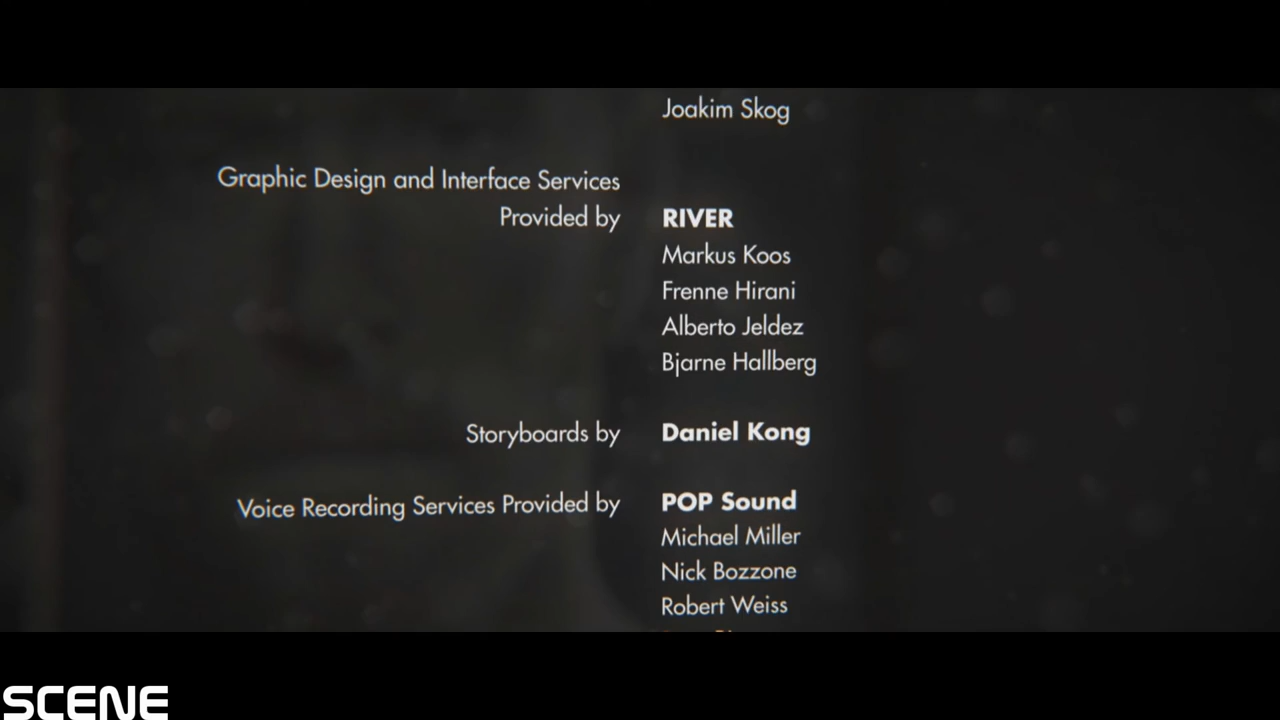 Joakim Skog
Graphic Design and Interface Services
Provided by RIVER
Markus Koos
Frenne Hirani
Alberto Jeldez
Bjarne Hallberg
Storyboards by Daniel Kong
Voice Recording Services Provided by POP Sound
Michael Miller
Nick Bozzone
Robert Weiss
SCENE